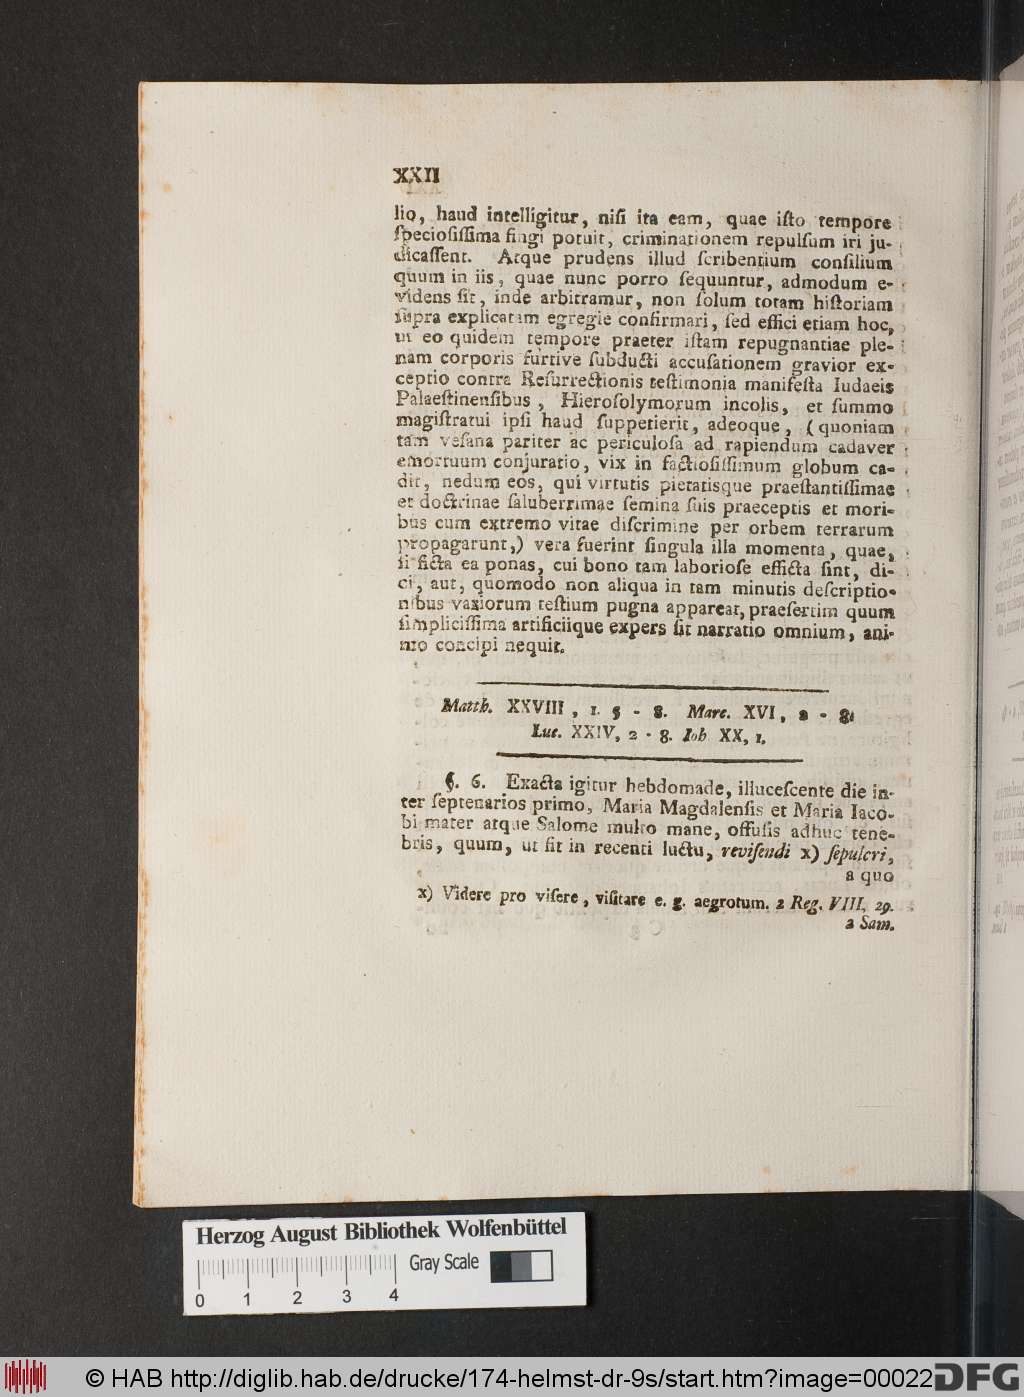 XXII
lio, haud intelligitur, niſi ita eam, quae iſto tempore
ſpecioſiſſima fingi potuit, criminationem repulſum iri ju-
dicaſſent. Atque prudens illud ſcribentium conſilium
quum in iis, quae nunc porro ſequuntur, admodum e-
videns ſit, inde arbitramur, non ſolum totam hiſtoriam
ſupra explicatam egregie confirmari, ſed effici etiam hoc,
ut eo quidem tempore praeter iſtam repugnantiae ple-
nam corporis furtive ſubducti accuſationem gravior ex-
ceptio contra Reſurrectionis teſtimonia manifeſta Iudaeis
Palaeſtinenſibus, Hieroſolymorum incolis, et ſummo
magiſtratui ipſi haud ſuppetierit, adeoque, (quoniam
tam veſana pariter ac periculoſa ad rapiendum cadaver
emortuum conjuratio, vix in factioſiſſimum globum ca-
dit, nedum eos, qui virtutis pietatisque praeſtantiſſimae
et doctrinae ſaluberrimae ſemina ſuis praeceptis et mori-
bus cum extremo vitae diſcrimine per orbem terrarum
propagarunt,) vera fuerint ſingula illa momenta, quae,
ſi ficta ea ponas, cui bono tam laborioſe efficta ſint, di-
ci, aut, quomodo non aliqua in tam minutis deſcriptio-
nibus variorum teſtium pugna appareat, praeſertim quum
ſimpliciſſima artificiique expers ſit narratio omnium, ani-
mo concipi nequit.
Matth. XXVIII, 1. 5 - 8. Marc. XVI, 2 - 8.
Luc. XXIV, 2 - 8. Ioh XX, 1.
§. 6. Exacta igitur hebdomade, illuceſcente die in-
ter ſeptenarios primo, Maria Magdalenſis et Maria Iaco-
bi mater atque Salome multo mane, offuſis adhuc tene-
bris, quum, ut fit in recenti luctu, reviſendi x) ſepulcri,
a quo
x) Videre pro viſere, viſitare e. g. aegrotum. 2 Reg. VIII, 29.
2 Sam.
Herzog August Bibliothek Wolfenbüttel
Gray Scale
0 1 2 3 4
© HAB http://diglib.hab.de/drucke/174-helmst-dr-9s/start.htm?image=00022
DFG